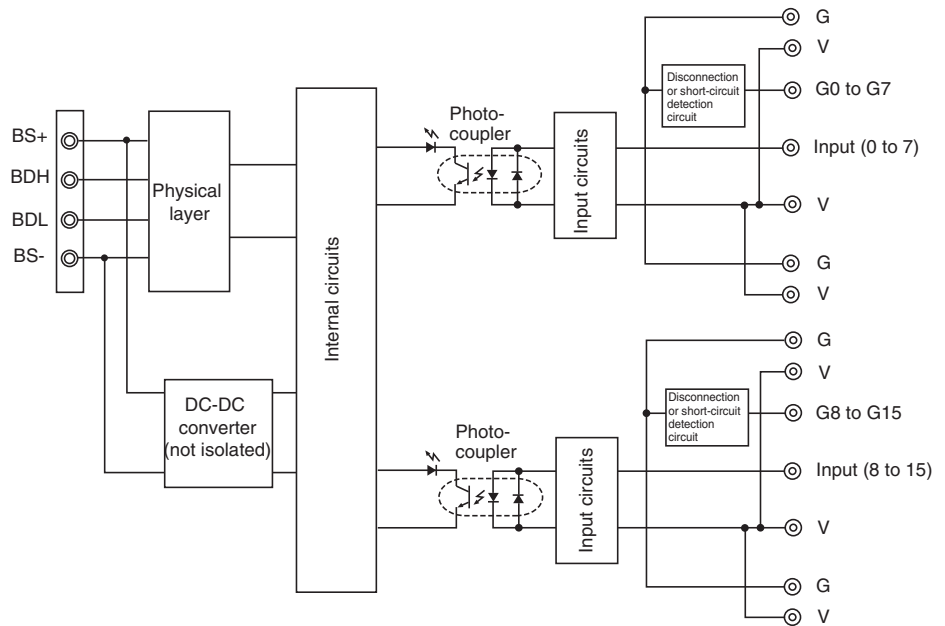 BS+
BDH
BDL
BS-
Physical
layer
DC-DC
converter
(not isolated)
Internal circuits
Photo-
coupler
Input circuits
Disconnection
or short-circuit
detection
circuit
G
V
G0 to G7
Input (0 to 7)
V
G
V
Photo-
coupler
Input circuits
Disconnection
or short-circuit
detection
circuit
G
V
G8 to G15
Input (8 to 15)
V
G
V